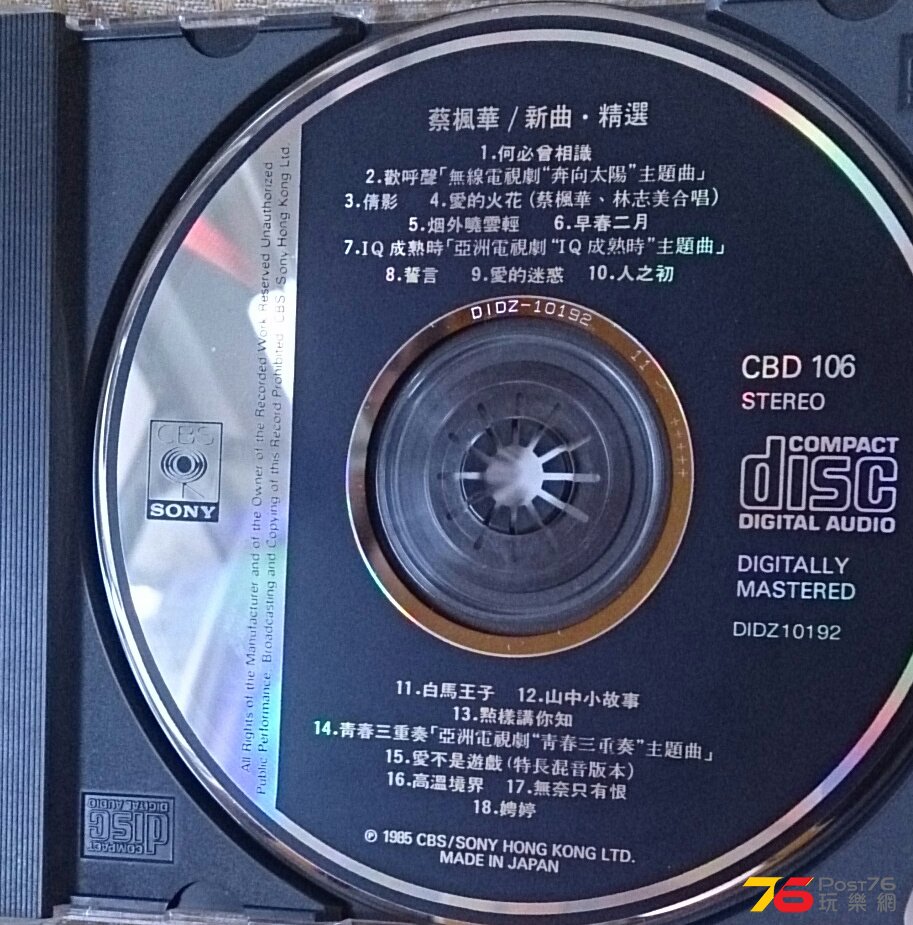 蔡楓華/新曲·精選
1.何必曾相識
2.歡呼聲「無線電視劇“奔向太陽”主題曲」
3.倩影 4.愛的火花(蔡楓華、林志美合唱)
5.烟外曉雲輕 6.早春二月
7.IQ成熟時「亞洲電視劇“IQ成熟時”主題曲」
8.誓言 9.愛的迷惑 10.人之初
DIDZ-10192
11
+++++
CBD 106
STEREO
COMPACT
disc
DIGITAL AUDIO
DIGITALLY
MASTERED
DIDZ10192
CBS
SONY
All Rights of the Manufacturer and of the Owner of the Recorded Work Reserved Unauthorized
Public Performance, Broadcasting and Copying of this Record Prohibited. CBS/Sony Hong Kong Ltd.
11.白馬王子 12.山中小故事
13.點樣講你知
14.青春三重奏「亞洲電視劇“青春三重奏”主題曲」
15.愛不是遊戲(特長混音版本)
16.高溫境界 17.無奈只有恨
18.娉婷
Ⓟ 1985 CBS/SONY HONG KONG LTD.
MADE IN JAPAN
COMPACT
disc
DIGITAL AUDIO
76 POST76
玩樂網